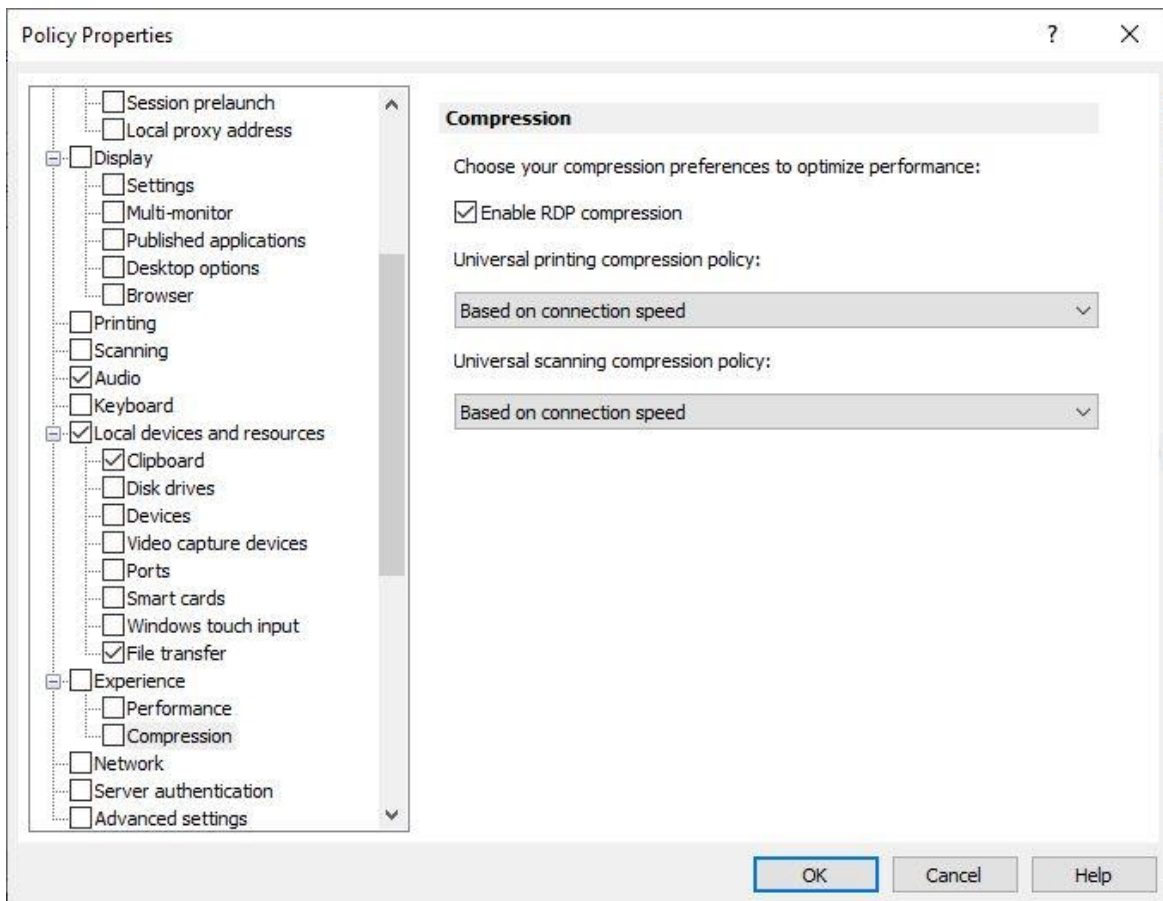 Policy Properties
?
Session prelaunch
Local proxy address
Display
Settings
Multi-monitor
Published applications
Desktop options
Browser
Printing
Scanning
Audio
Keyboard
Local devices and resources
Clipboard
Disk drives
Devices
Video capture devices
Ports
Smart cards
Windows touch input
File transfer
Experience
Performance
Compression
Network
Server authentication
Advanced settings
Compression
Choose your compression preferences to optimize performance:
Enable RDP compression
Universal printing compression policy:
Based on connection speed
Universal scanning compression policy:
Based on connection speed
OK
Cancel
Help